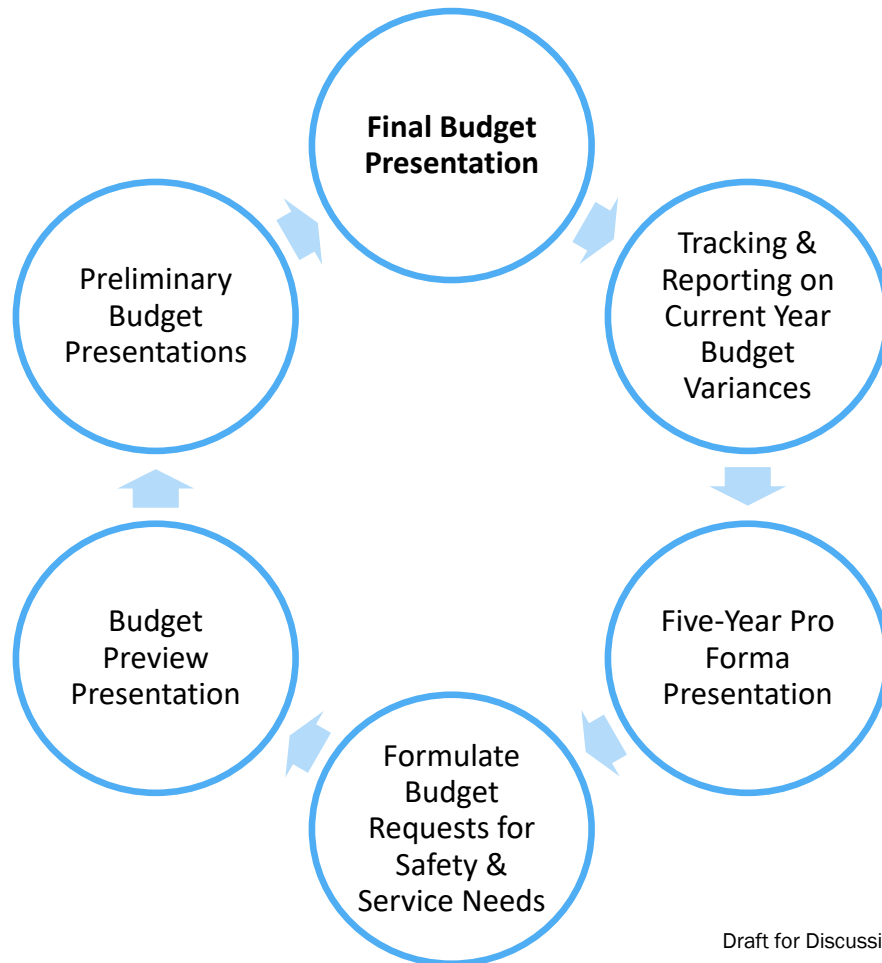 Final Budget
Presentation
Tracking &
Reporting on
Current Year
Budget
Variances
Five-Year Pro
Forma
Presentation
Formulate
Budget
Requests for
Safety &
Service Needs
Budget
Preview
Presentation
Preliminary
Budget
Presentations
Draft for Discussi